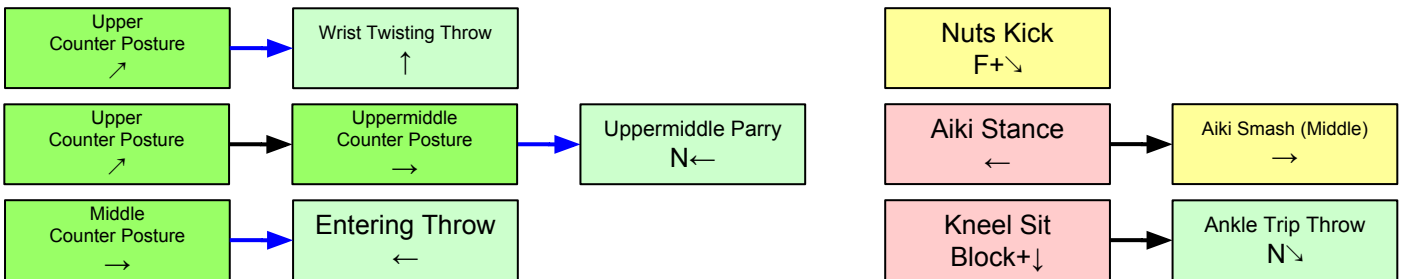 Upper
Counter Posture
↗
Wrist Twisting Throw
↑
Upper
Counter Posture
↗
Uppermiddle
Counter Posture
→
Uppermiddle Parry
N←
Middle
Counter Posture
→
Entering Throw
←
Nuts Kick
F+↘
Aiki Stance
←
Aiki Smash (Middle)
→
Kneel Sit
Block+↓
Ankle Trip Throw
N↘